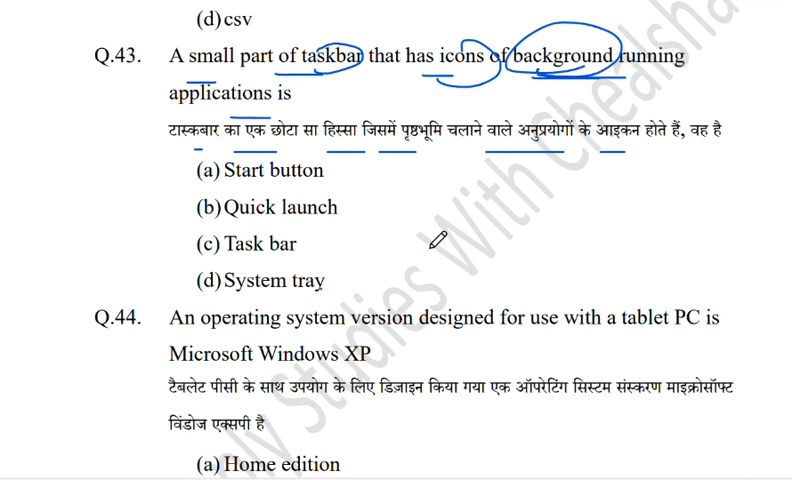 (d) csv
Q.43. A small part of taskbar that has icons of background running
applications is
टास्कबार का एक छोटा सा हिस्सा जिसमें पृष्ठभूमि चलाने वाले अनुप्रयोगों के आइकन होते हैं, वह है
(a) Start button
(b) Quick launch
(c) Task bar
(d) System tray
Q.44. An operating system version designed for use with a tablet PC is
Microsoft Windows XP
टैबलेट पीसी के साथ उपयोग के लिए डिज़ाइन किया गया एक ऑपरेटिंग सिस्टम संस्करण माइक्रोसॉफ्ट
विंडोज एक्सपी है
(a) Home edition